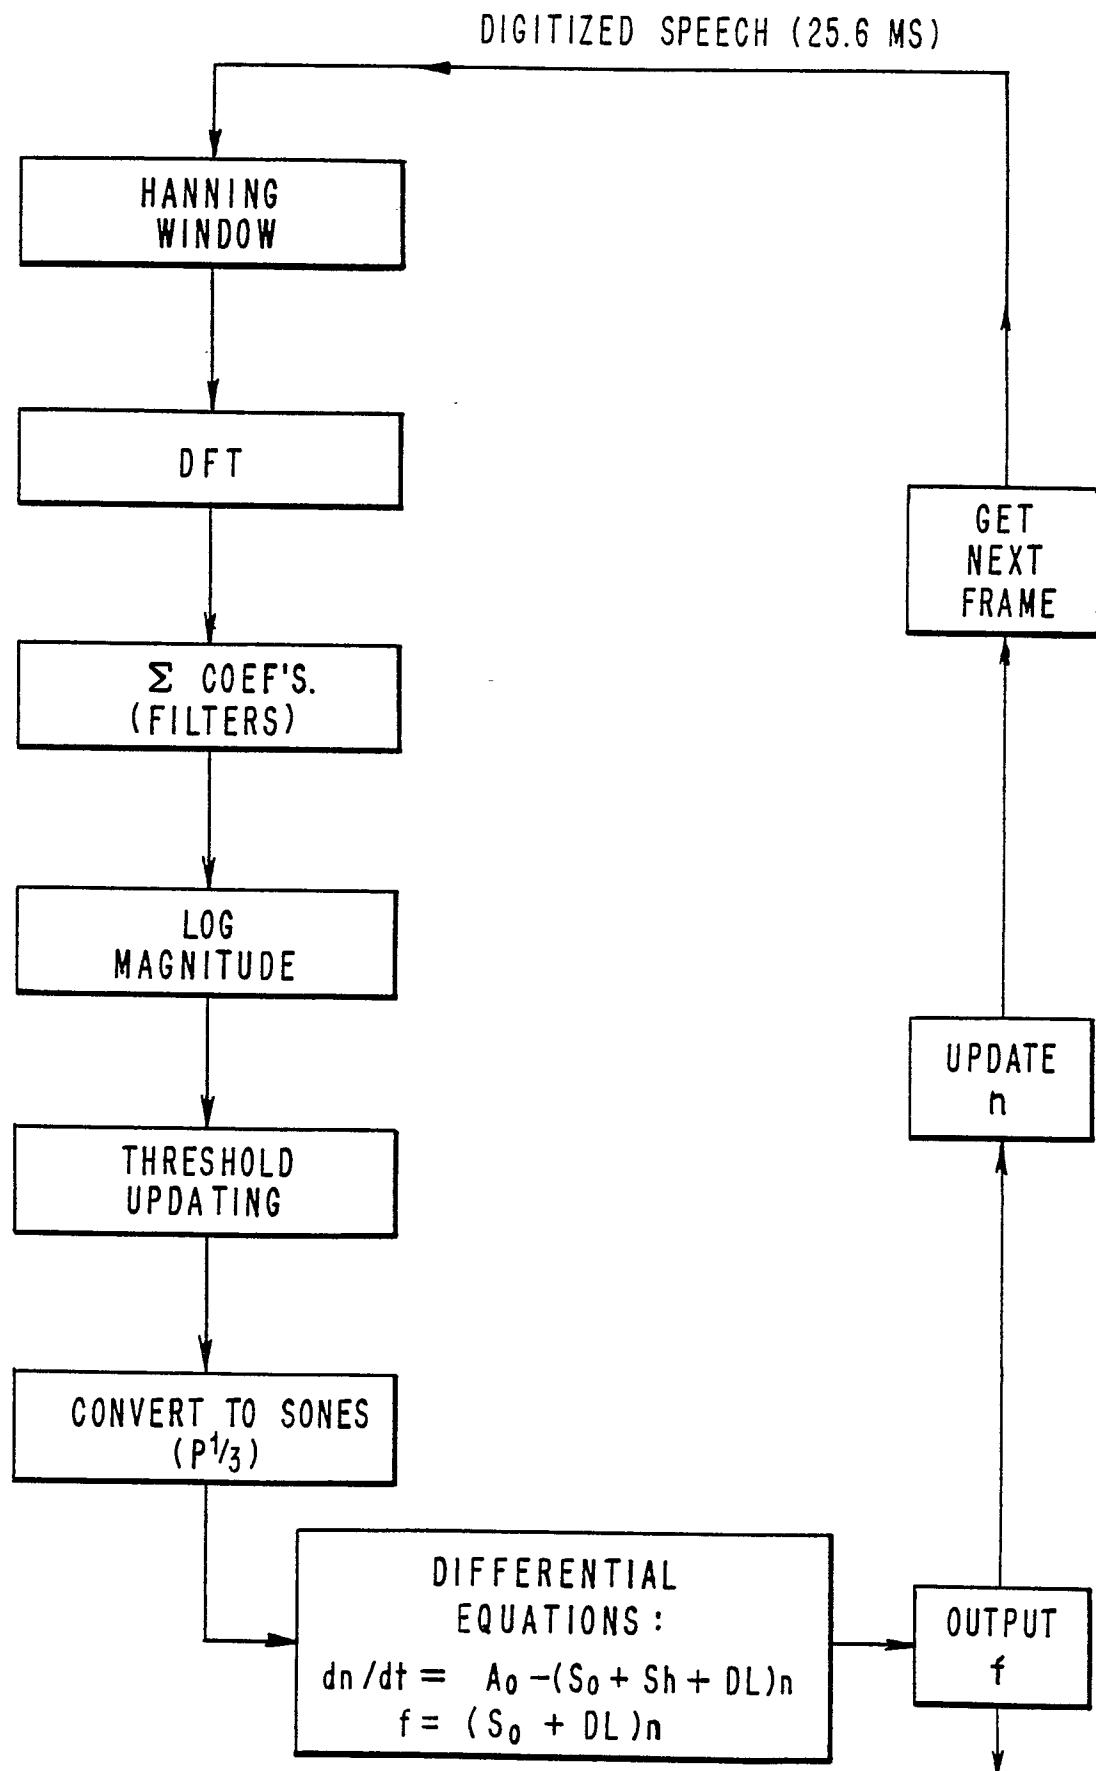 DIGITIZED SPEECH (25.6 MS)
HANNING
WINDOW
DFT
Σ COEF'S.
(FILTERS)
LOG
MAGNITUDE
THRESHOLD
UPDATING
CONVERT TO SONES
(P1/3)
DIFFERENTIAL
EQUATIONS:
dn/dt = A0 -(S0 + Sh + DL)n
f = (S0 + DL)n
OUTPUT
f
UPDATE
n
GET
NEXT
FRAME